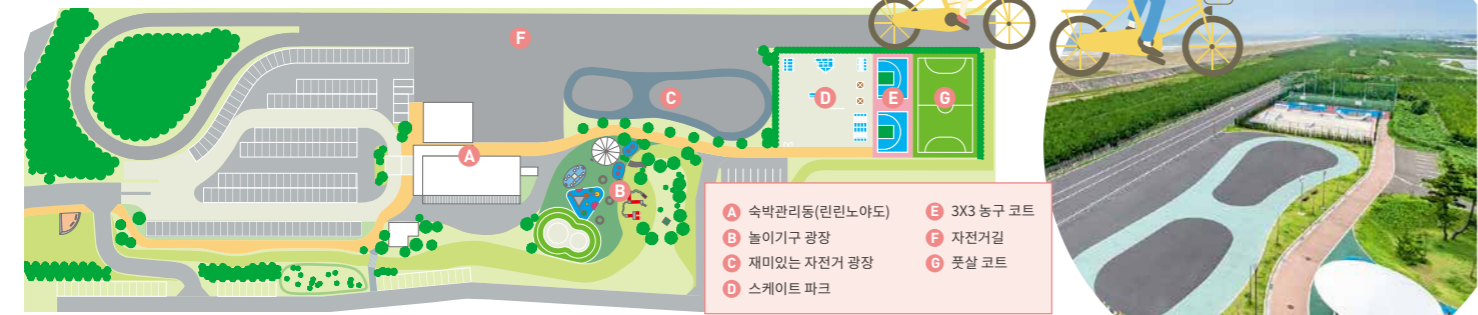 F
C
D
E
G
A
B
A 숙박관리동(린린노야도)
B 놀이기구 광장
C 재미있는 자전거 광장
D 스케이트 파크
E 3X3 농구 코트
F 자전거길
G 풋살 코트